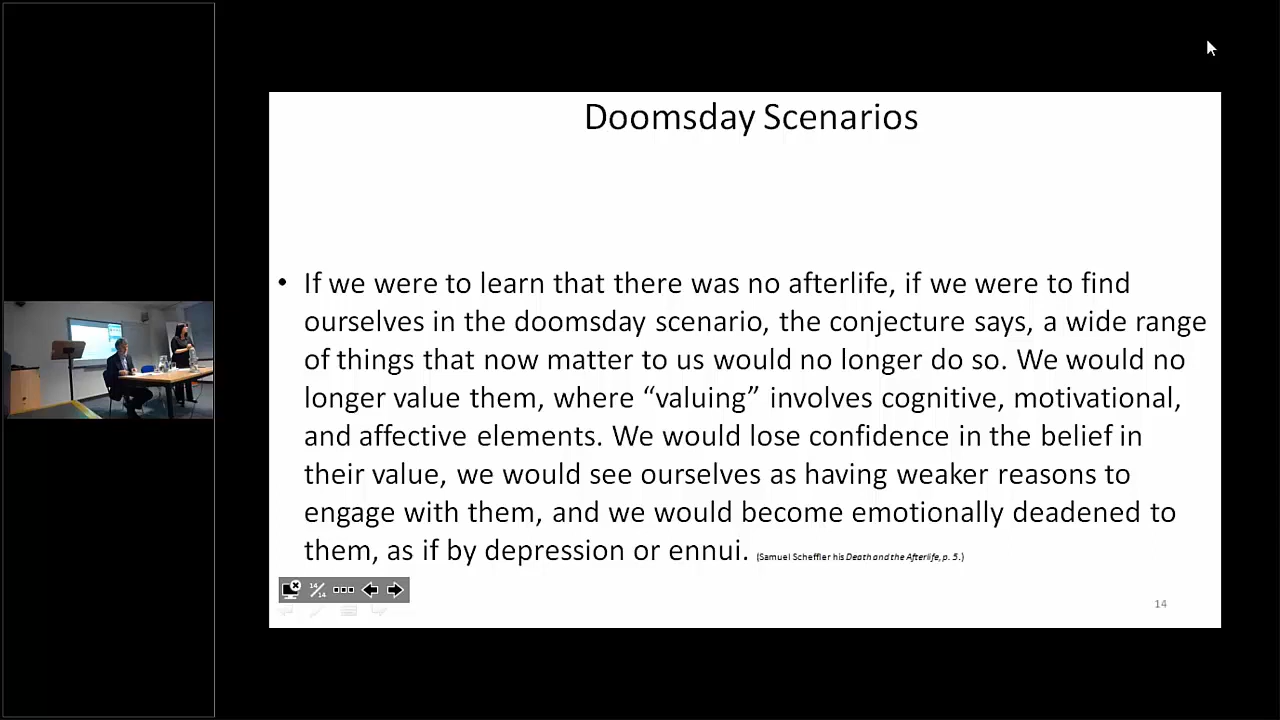 Doomsday Scenarios
• If we were to learn that there was no afterlife, if we were to find
ourselves in the doomsday scenario, the conjecture says, a wide range
of things that now matter to us would no longer do so. We would no
longer value them, where “valuing” involves cognitive, motivational,
and affective elements. We would lose confidence in the belief in
their value, we would see ourselves as having weaker reasons to
engage with them, and we would become emotionally deadened to
them, as if by depression or ennui. (Samuel Scheffler his Death and the Afterlife, p. 5.)
14/14
14